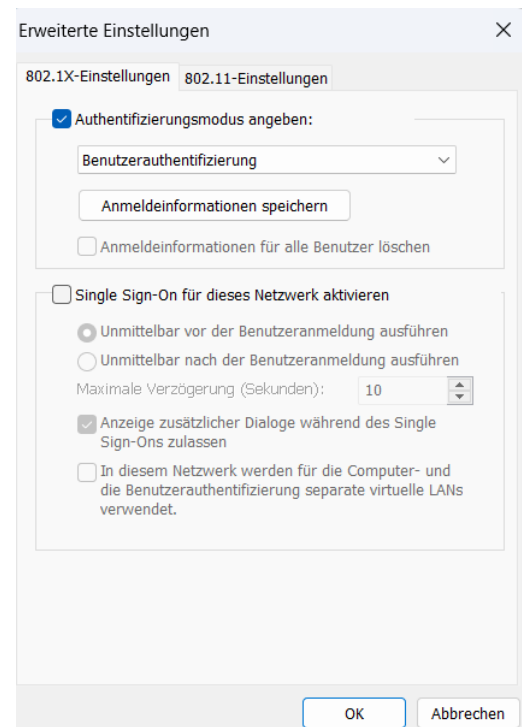 Erweiterte Einstellungen
802.1X-Einstellungen 802.11-Einstellungen
Authentifizierungsmodus angeben:
Benutzerauthentifizierung
Anmeldeinformationen speichern
Anmeldeinformationen für alle Benutzer löschen
Single Sign-On für dieses Netzwerk aktivieren
Unmittelbar vor der Benutzeranmeldung ausführen
Unmittelbar nach der Benutzeranmeldung ausführen
Maximale Verzögerung (Sekunden): 10
Anzeige zusätzlicher Dialoge während des Single
Sign-Ons zulassen
In diesem Netzwerk werden für die Computer- und
die Benutzerauthentifizierung separate virtuelle LANs
verwendet.
OK Abbrechen